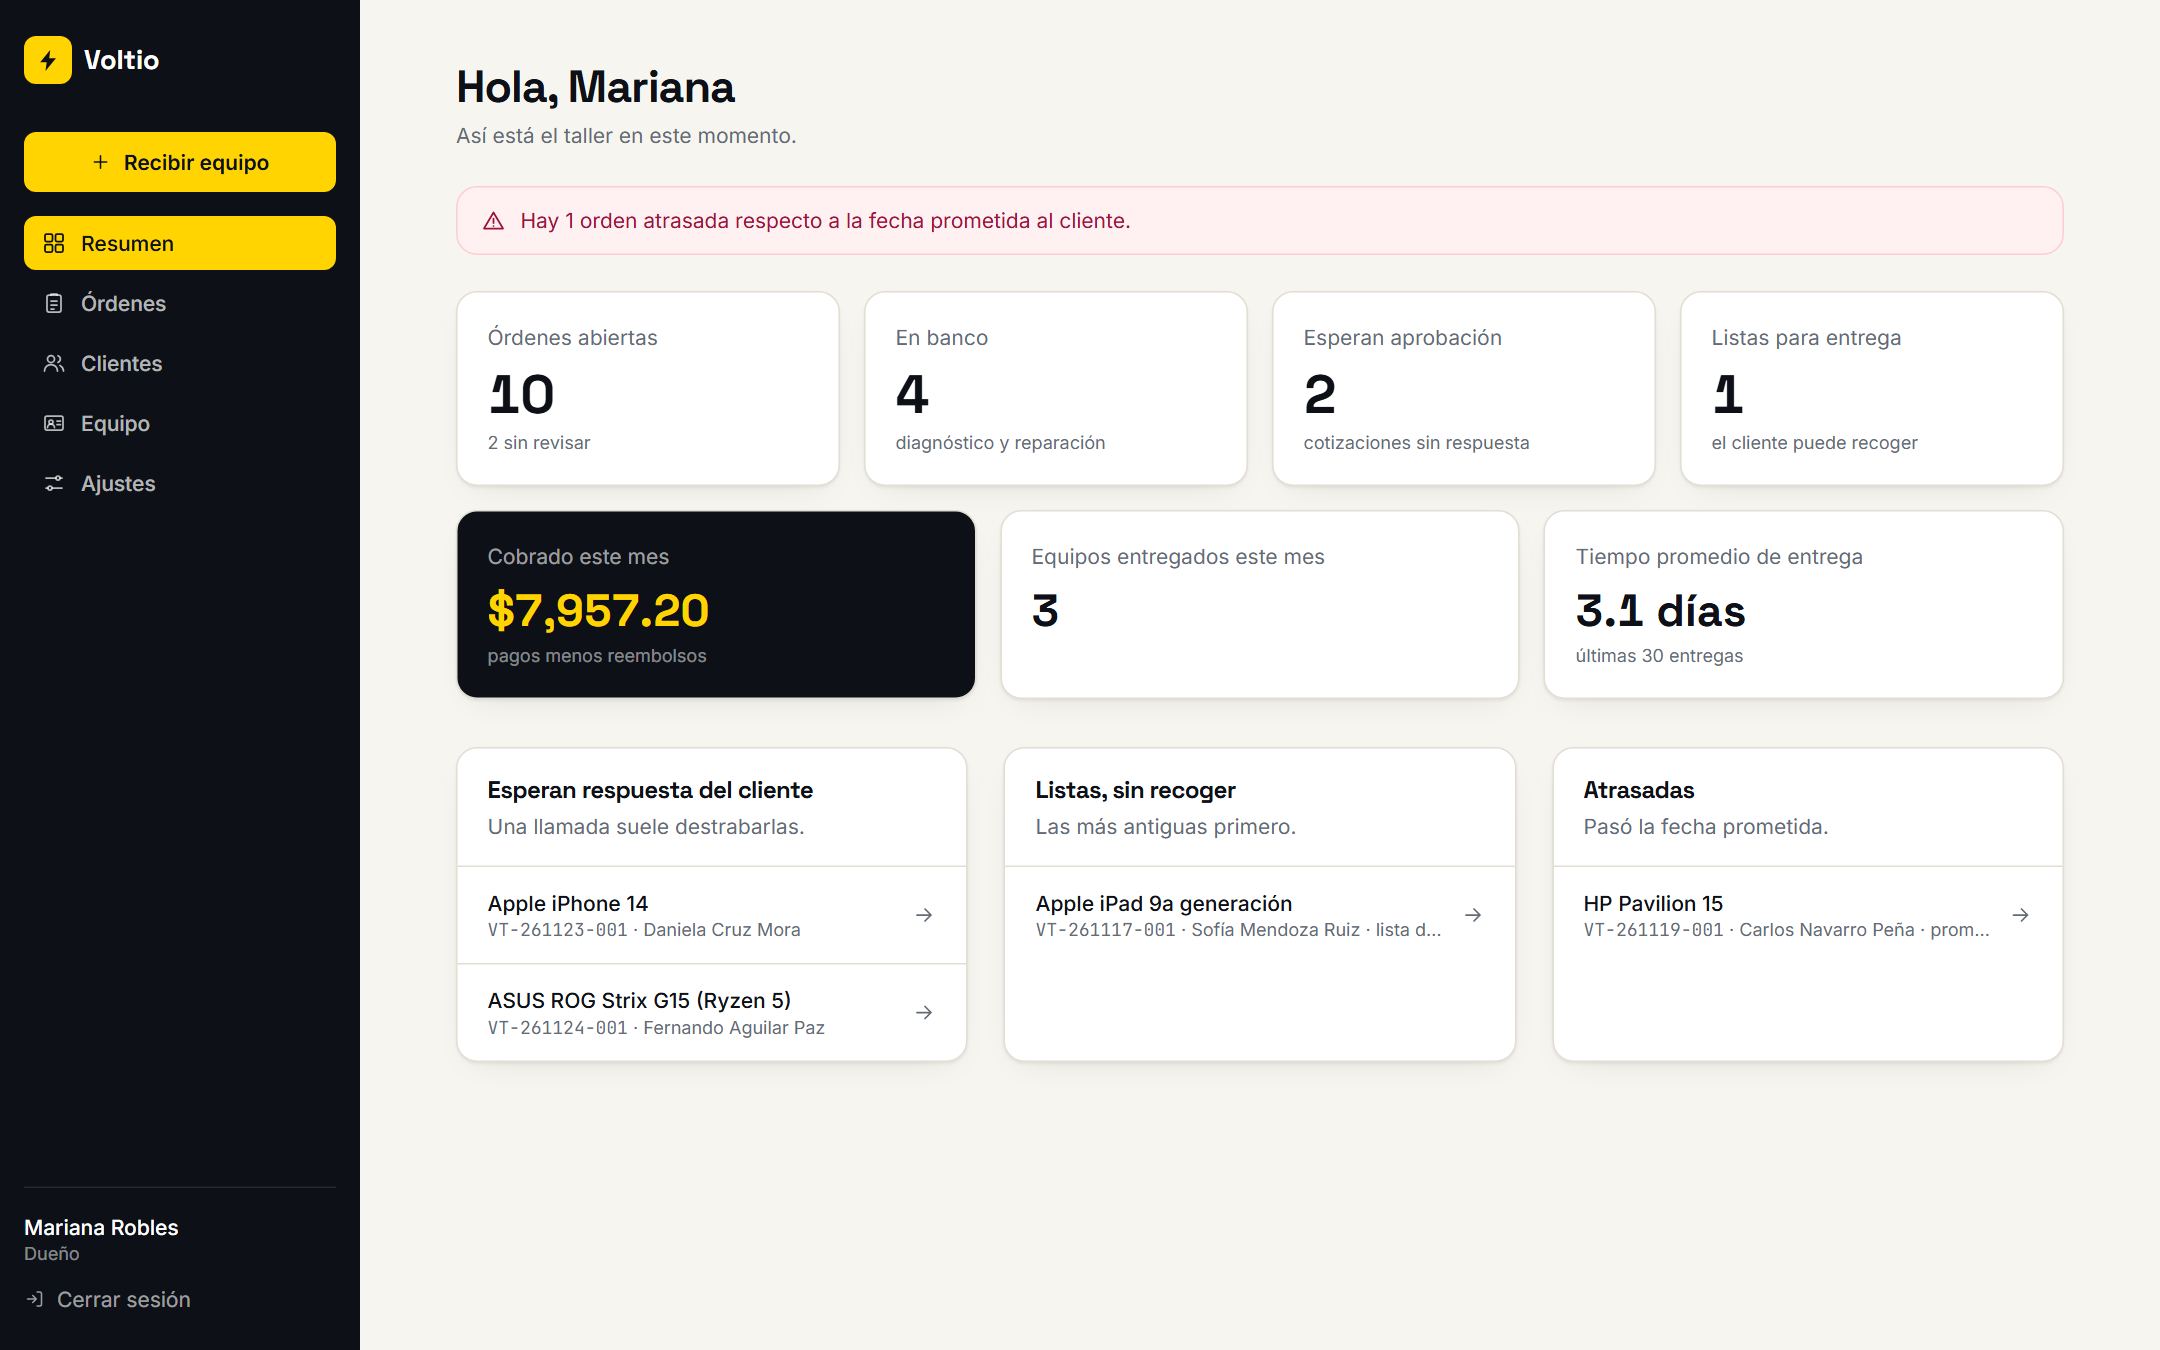 Voltio
Recibir equipo
Resumen
Órdenes
Clientes
Equipo
Ajustes
Mariana Robles
Dueño
Cerrar sesión
Hola, Mariana
Así está el taller en este momento.
Hay 1 orden atrasada respecto a la fecha prometida al cliente.
Órdenes abiertas
10
2 sin revisar
En banco
4
diagnóstico y reparación
Esperan aprobación
2
cotizaciones sin respuesta
Listas para entrega
1
el cliente puede recoger
Cobrado este mes
$7,957.20
pagos menos reembolsos
Equipos entregados este mes
3
Tiempo promedio de entrega
3.1 días
últimas 30 entregas
Esperan respuesta del cliente
Una llamada suele destrabarlas.
Apple iPhone 14
VT-261123-001 · Daniela Cruz Mora
ASUS ROG Strix G15 (Ryzen 5)
VT-261124-001 · Fernando Aguilar Paz
Listas, sin recoger
Las más antiguas primero.
Apple iPad 9a generación
VT-261117-001 · Sofía Mendoza Ruiz · lista d...
Atrasadas
Pasó la fecha prometida.
HP Pavilion 15
VT-261119-001 · Carlos Navarro Peña · prom...